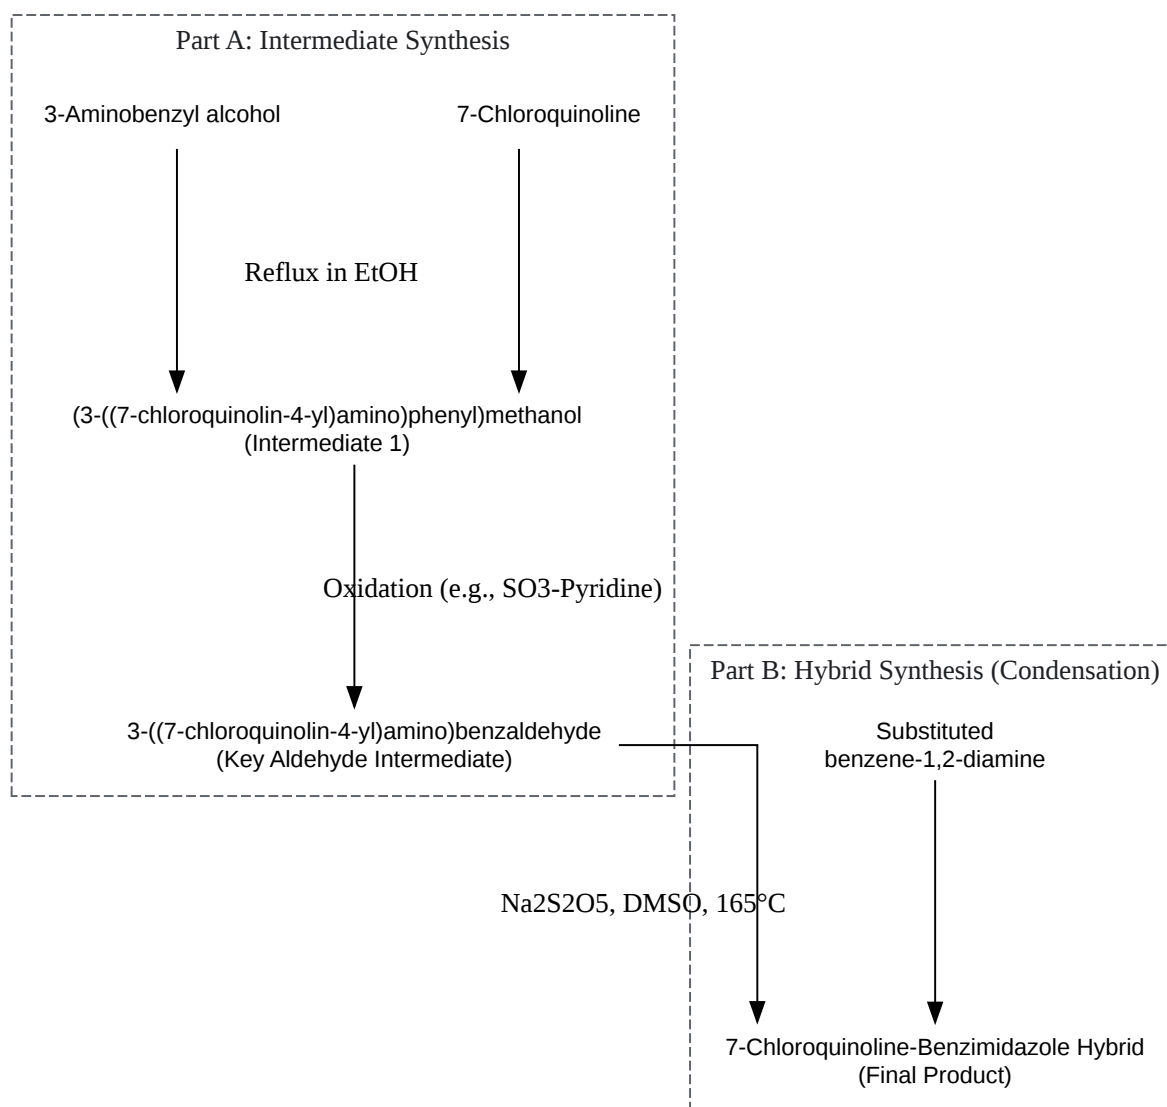 Part A: Intermediate Synthesis
3-Aminobenzyl alcohol
7-Chloroquinoline
Reflux in EtOH
(3-((7-chloroquinolin-4-yl)amino)phenyl)methanol
(Intermediate 1)
Oxidation (e.g., SO3-Pyridine)
3-((7-chloroquinolin-4-yl)amino)benzaldehyde
(Key Aldehyde Intermediate)
Part B: Hybrid Synthesis (Condensation)
Substituted
benzene-1,2-diamine
Na2S2O5, DMSO, 165°C
7-Chloroquinoline-Benzimidazole Hybrid
(Final Product)